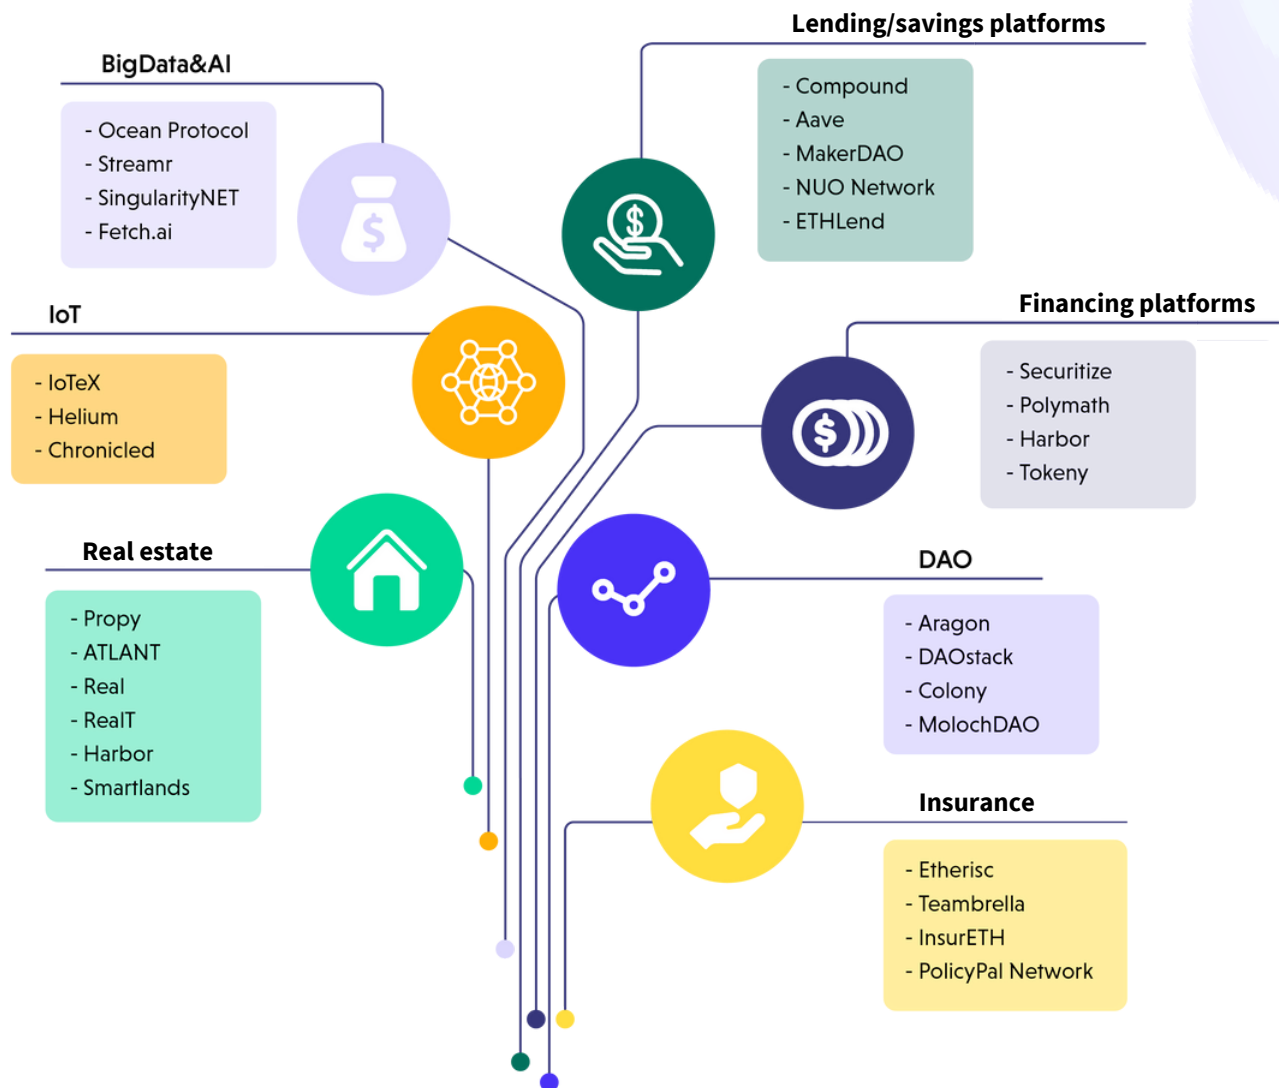 BigData&AI
- Ocean Protocol
- Streamr
- SingularityNET
- Fetch.ai
Lending/savings platforms
- Compound
- Aave
- MakerDAO
- NUO Network
- ETHLend
IoT
- IoTeX
- Helium
- Chronicled
Financing platforms
- Securitize
- Polymath
- Harbor
- Tokeny
Real estate
- Propy
- ATLANT
- Real
- RealT
- Harbor
- Smartlands
DAO
- Aragon
- DAOstack
- Colony
- MolochDAO
Insurance
- Etherisc
- Teambrella
- InsurETH
- PolicyPal Network
$
$
$